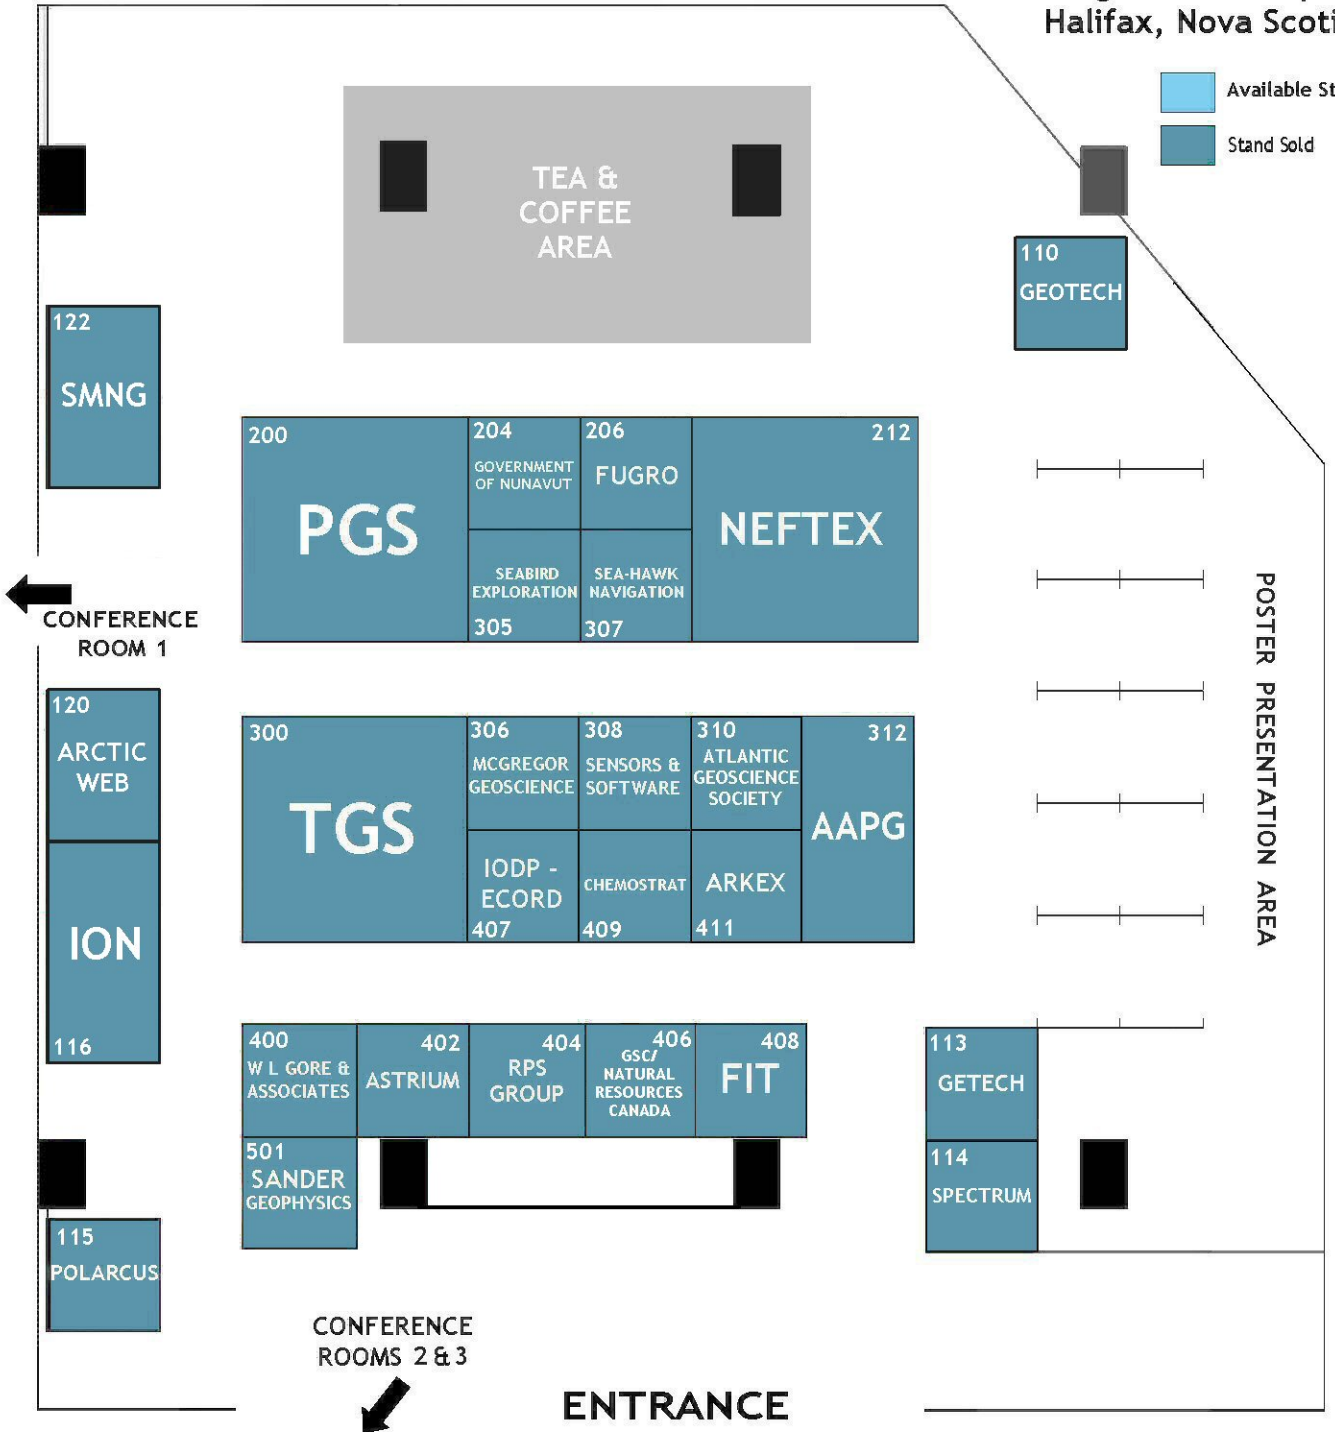 Halifax, Nova Scoti
Available St
Stand Sold
TEA &
COFFEE
AREA
110
GEOTECH
122
SMNG
200
PGS
204
GOVERNMENT
OF NUNAVUT
206
FUGRO
212
NEFTEX
SEABIRD
EXPLORATION
305
SEA-HAWK
NAVIGATION
307
CONFERENCE
ROOM 1
POSTER PRESENTATION AREA
120
ARCTIC
WEB
ION
116
300
TGS
306
MCGREGOR
GEOSCIENCE
308
SENSORS &
SOFTWARE
310
ATLANTIC
GEOSCIENCE
SOCIETY
312
AAPG
IODP -
ECORD
407
CHEMOSTRAT
409
ARKEX
411
400
W L GORE &
ASSOCIATES
402
ASTRIUM
404
RPS
GROUP
406
GSC/
NATURAL
RESOURCES
CANADA
408
FIT
113
GETECH
501
SANDER
GEOPHYSICS
114
SPECTRUM
115
POLARCUS
CONFERENCE
ROOMS 2&3
ENTRANCE